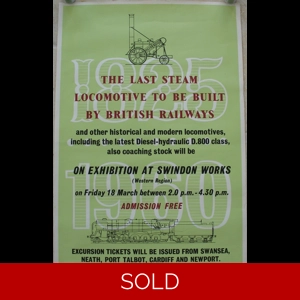 1825
THE LAST STEAM
LOCOMOTIVE TO BE BUILT
BY BRITISH RAILWAYS
and other historical and modern locomotives,
including the latest Diesel-hydraulic D.800 class,
also coaching stock will be
ON EXHIBITION AT SWINDON WORKS
(Western Region)
on Friday 18 March between 2.0 p.m.-4.30 p.m.
1960
ADMISSION FREE
EXCURSION TICKETS WILL BE ISSUED FROM SWANSEA,
NEATH, PORT TALBOT, CARDIFF AND NEWPORT.
SOLD